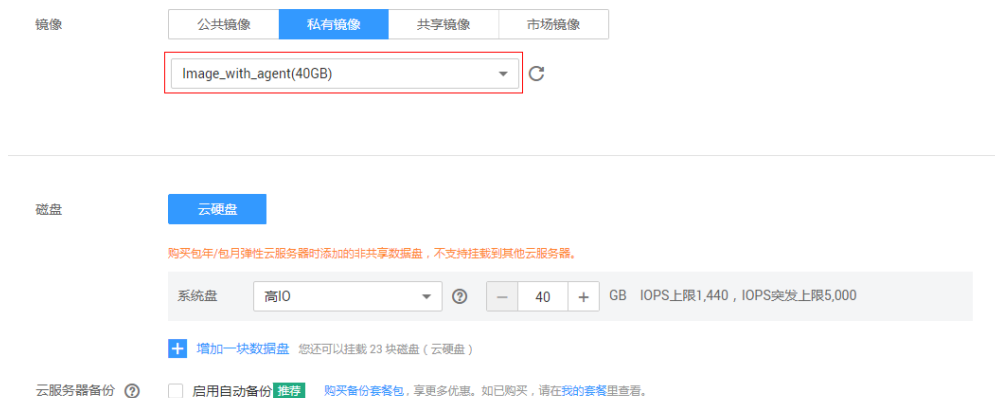 镜像 公共镜像 私有镜像 共享镜像 市场镜像
Image_with_agent(40GB)
磁盘 云硬盘
购买包年/包月弹性云服务器时添加的非共享数据盘，不支持挂载到其他云服务器。
系统盘 高IO ? − 40 + GB IOPS上限1,440，IOPS突发上限5,000
+ 增加一块数据盘 您还可以挂载 23 块磁盘（云硬盘）
云服务器备份 ? 启用自动备份 推荐 购买备份套餐包，享更多优惠。如已购买，请在我的套餐里查看。